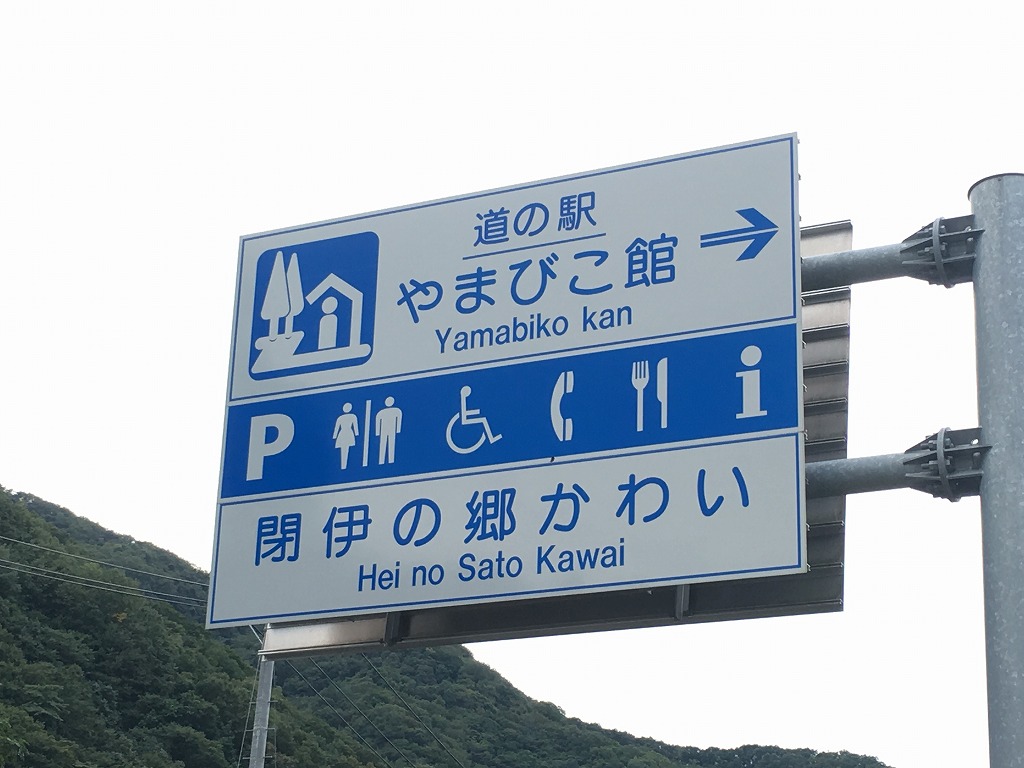 道の駅
やまびこ館
Yamabiko kan
P
i
閉伊の郷かわい
Hei no Sato Kawai